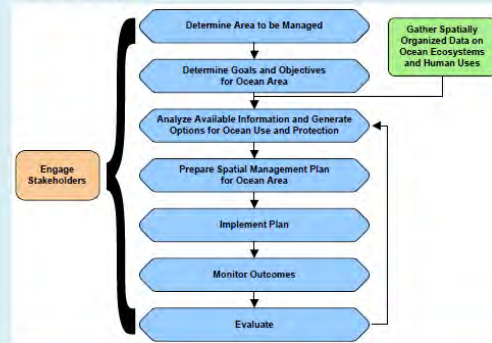 Determine Area to be Managed
Gather Spatially
Organized Data on
Ocean Ecosystems
and Human Uses
Determine Goals and Objectives
for Ocean Area
Analyze Available Information and Generate
Options for Ocean Use and Protection
Engage
Stakeholders
Prepare Spatial Management Plan
for Ocean Area
Implement Plan
Monitor Outcomes
Evaluate